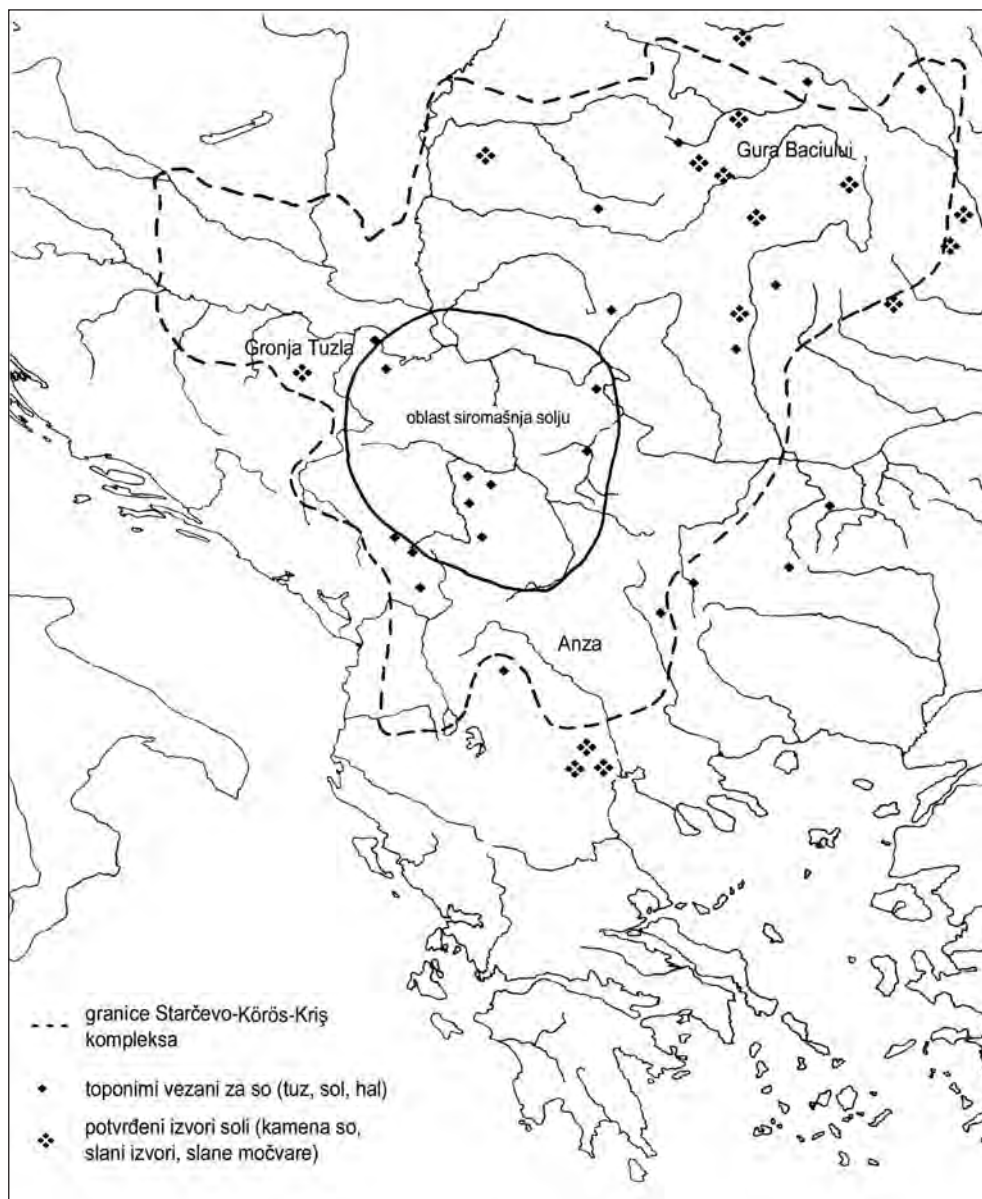 Gura Baciului
Gronja Tuzla
oblast siromašnja solju
Anza
granice Starčevo-Körös-Kriş
kompleksa
toponimi vezani za so (tuz, sol, hal)
potvrđeni izvori soli (kamena so,
slani izvori, slane močvare)